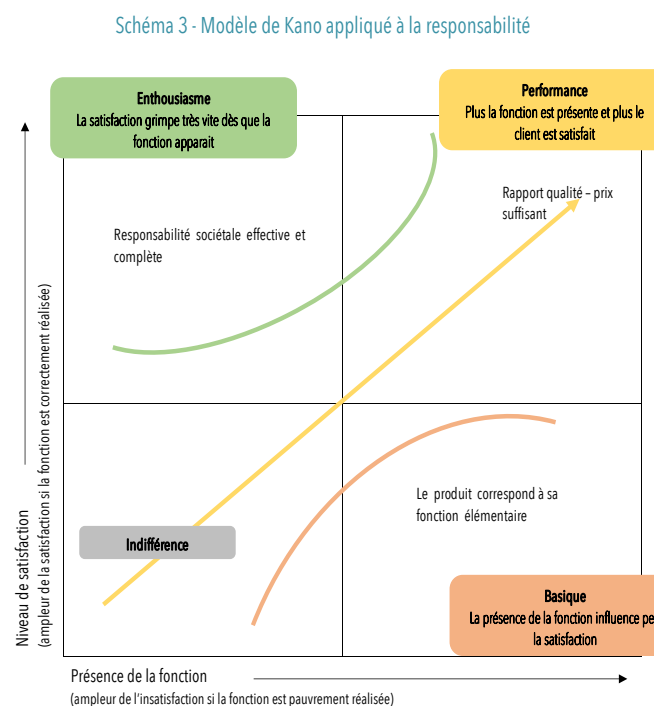 Schéma 3 - Modèle de Kano appliqué à la responsabilité
Enthousiasme
La satisfaction grimpe très vite dès que la
fonction apparait
Performance
Plus la fonction est présente et plus le
client est satisfait
Rapport qualité – prix
suffisant
Responsabilité sociétale effective et
complète
Niveau de satisfaction
(ampleur de la satisfaction si la fonction est correctement réalisée)
Le produit correspond à sa
fonction élémentaire
Indifférence
Basique
La présence de la fonction influence pe
la satisfaction
Présence de la fonction
(ampleur de l'insatisfaction si la fonction est pauvrement réalisée)